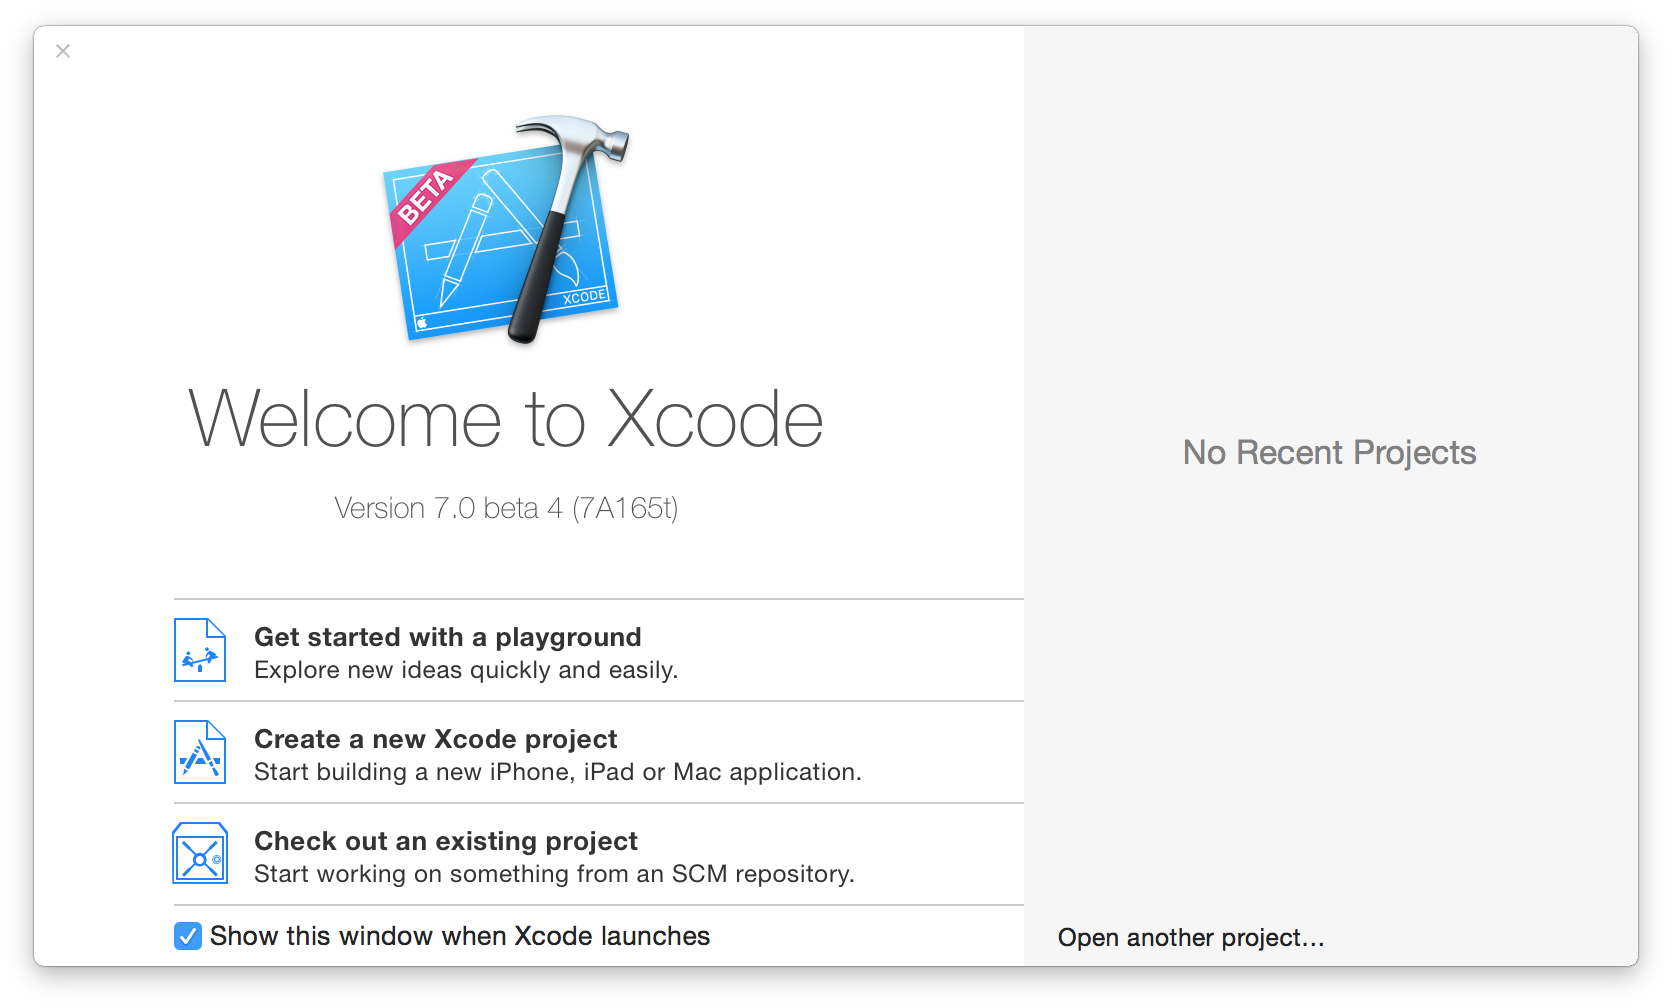 BETA
XCODE
Welcome to Xcode
Version 7.0 beta 4 (7A165t)
Get started with a playground
Explore new ideas quickly and easily.
Create a new Xcode project
Start building a new iPhone, iPad or Mac application.
Check out an existing project
Start working on something from an SCM repository.
Show this window when Xcode launches
No Recent Projects
Open another project...